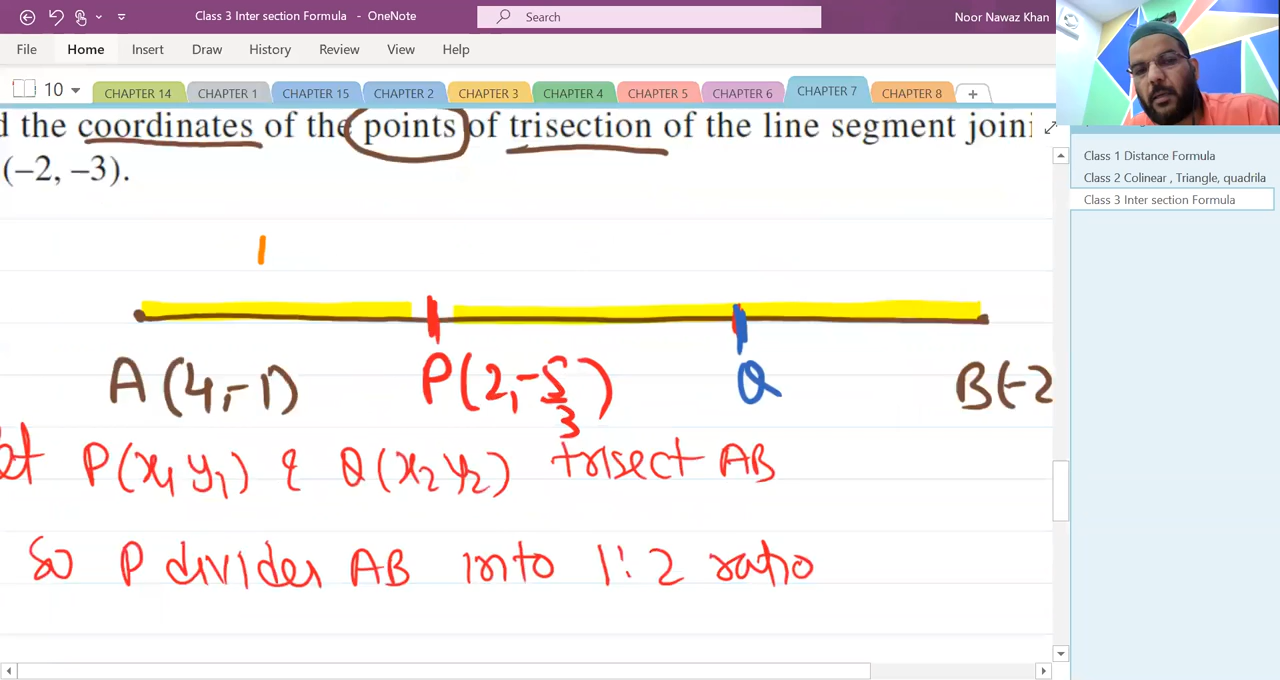 Class 3 Inter section Formula - OneNote
Search
Noor Nawaz Khan
File Home Insert Draw History Review View Help
10 CHAPTER 14 CHAPTER 1 CHAPTER 15 CHAPTER 2 CHAPTER 3 CHAPTER 4 CHAPTER 5 CHAPTER 6 CHAPTER 7 CHAPTER 8 +
d the coordinates of the points of trisection of the line segment joini
(–2, –3).
1
A(4,-1) P(2,-5/3) Q B(-2
et P(x1 y1) & Q(x2 y2) trisect AB
So P divides AB into 1:2 ratio
Class 1 Distance Formula
Class 2 Colinear , Triangle, quadrila
Class 3 Inter section Formula